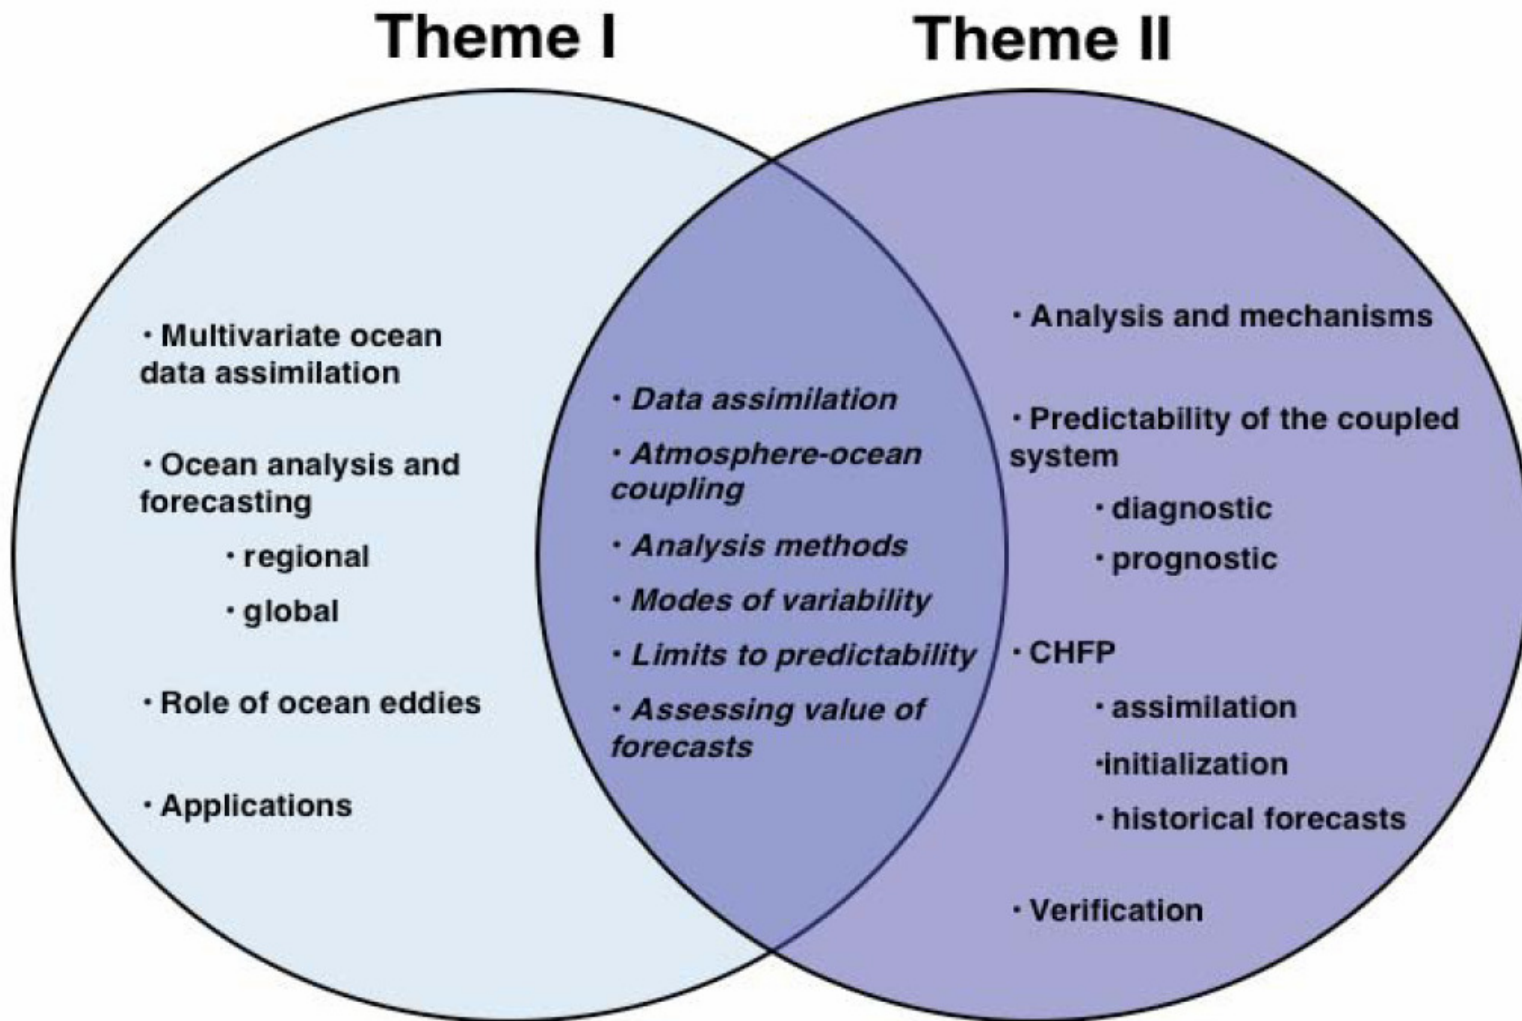 Theme I
Theme II
· Multivariate ocean
data assimilation
· Ocean analysis and
forecasting
· regional
· global
· Role of ocean eddies
· Applications
· Data assimilation
· Atmosphere-ocean
coupling
· Analysis methods
· Modes of variability
· Limits to predictability
· Assessing value of
forecasts
· Analysis and mechanisms
· Predictability of the coupled
system
· diagnostic
· prognostic
· CHFP
· assimilation
·initialization
· historical forecasts
· Verification